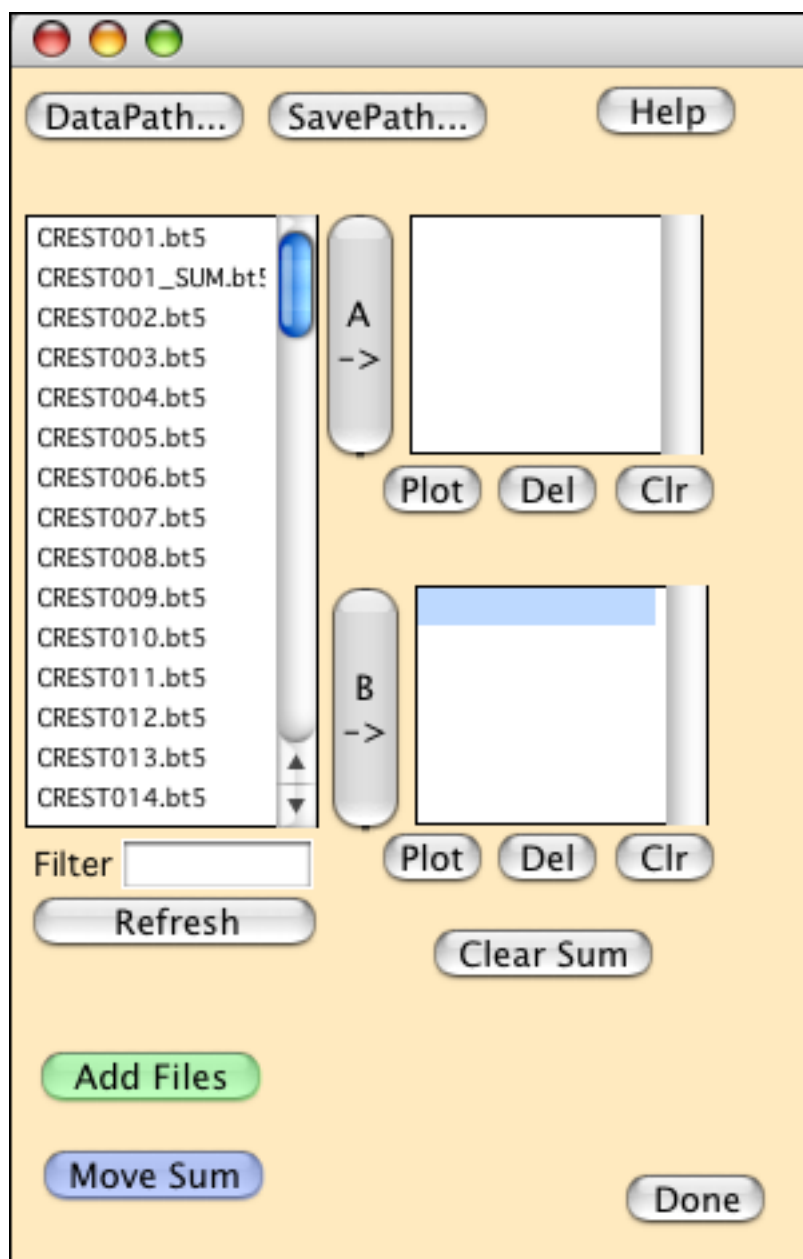 DataPath... SavePath... Help
CREST001.bt5
CREST001_SUM.bt5
CREST002.bt5
CREST003.bt5
CREST004.bt5
CREST005.bt5
CREST006.bt5
CREST007.bt5
CREST008.bt5
CREST009.bt5
CREST010.bt5
CREST011.bt5
CREST012.bt5
CREST013.bt5
CREST014.bt5
A
->
Plot Del Clr
B
->
Plot Del Clr
Filter
Refresh
Clear Sum
Add Files
Move Sum
Done